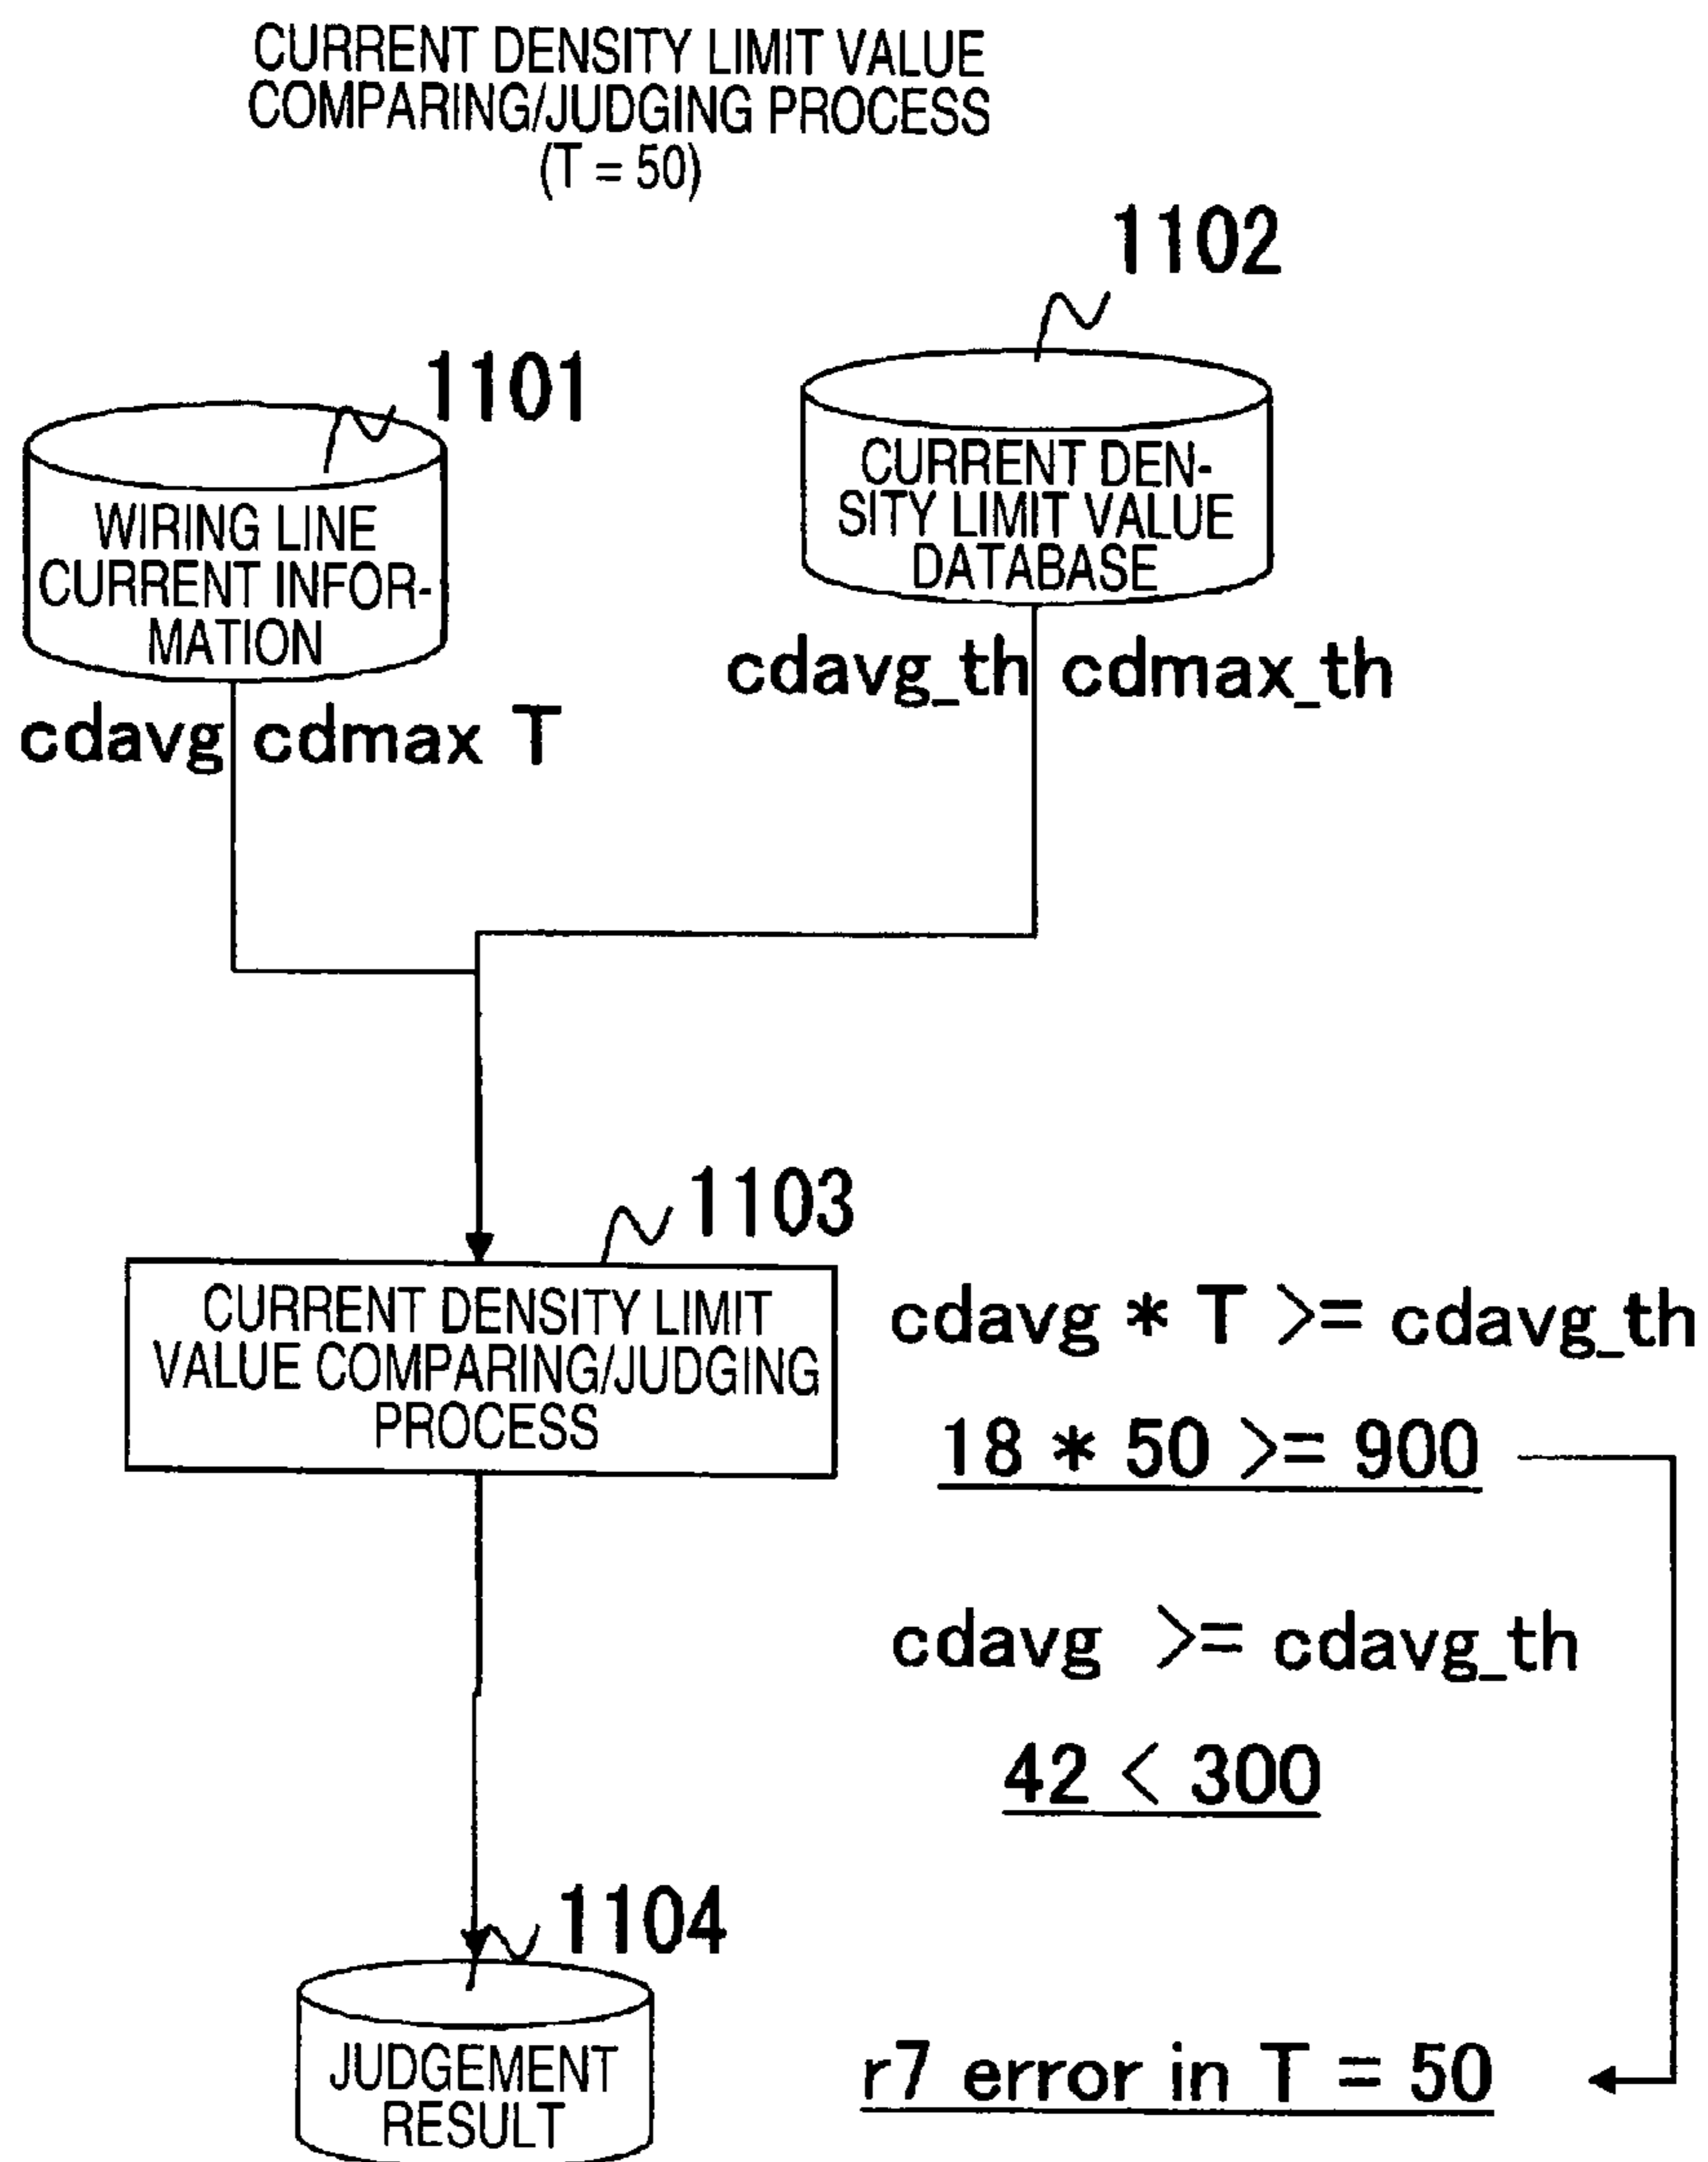 CURRENT DENSITY LIMIT VALUE
COMPARING/JUDGING PROCESS
(T = 50)
1102
1101
CURRENT DEN-
SITY LIMIT VALUE
DATABASE
WIRING LINE
CURRENT INFOR-
MATION
cdavg_th cdmax_th
cdavg cdmax T
1103
CURRENT DENSITY LIMIT
VALUE COMPARING/JUDGING
PROCESS
cdavg * T >= cdavg_th
18 * 50 >= 900
cdavg >= cdavg_th
42 < 300
1104
JUDGEMENT
RESULT
r7 error in T = 50